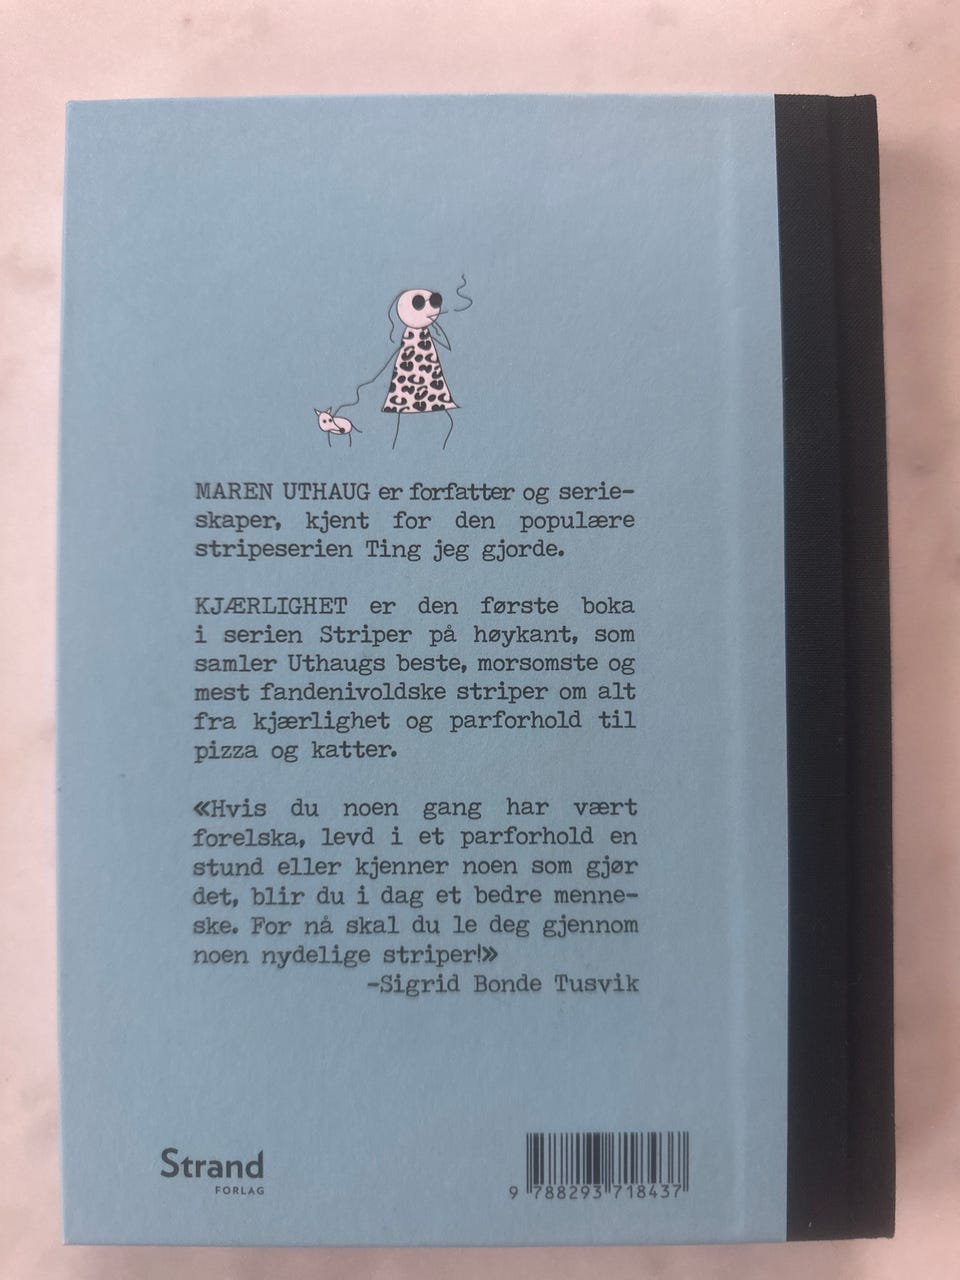 MAREN UTHAUG er forfatter og serie-
skaper, kjent for den populære
stripeserien Ting jeg gjorde.
KJÆRLIGHET er den første boka
i serien Striper på høykant, som
samler Uthaugs beste, morsomste og
mest fandenivoldske striper om alt
fra kjærlighet og parforhold til
pizza og katter.
«Hvis du noen gang har vært
forelska, levd i et parforhold en
stund eller kjenner noen som gjør
det, blir du i dag et bedre menne-
ske. For nå skal du le deg gjennom
noen nydelige striper!»
-Sigrid Bonde Tusvik
Strand
FORLAG
9 788293 718437